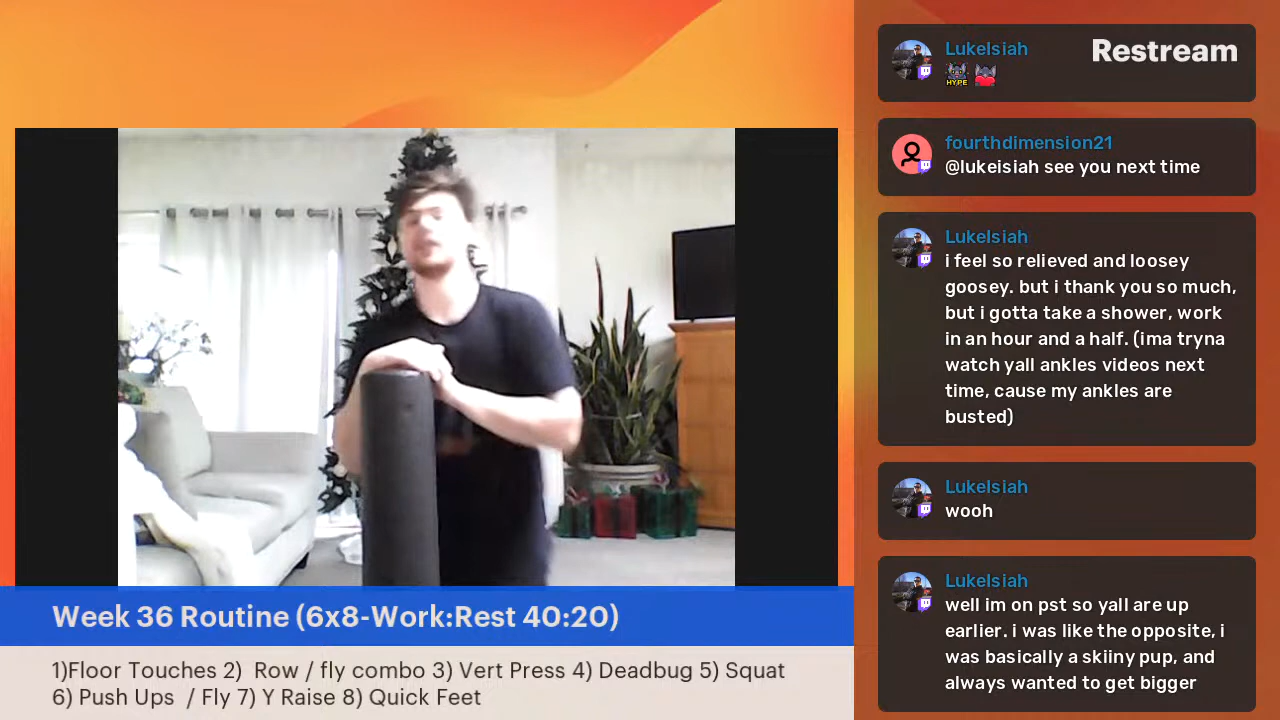 LukeIsiah
Restream
HYPE
fourthdimension21
@lukeisiah see you next time
LukeIsiah
i feel so relieved and loosey
goosey. but i thank you so much,
but i gotta take a shower, work
in an hour and a half. (ima tryna
watch yall ankles videos next
time, cause my ankles are
busted)
LukeIsiah
wooh
LukeIsiah
well im on pst so yall are up
earlier. i was like the opposite, i
was basically a skiiny pup, and
always wanted to get bigger
Week 36 Routine (6x8-Work:Rest 40:20)
1)Floor Touches 2)  Row / fly combo 3) Vert Press 4) Deadbug 5) Squat
6) Push Ups  / Fly 7) Y Raise 8) Quick Feet